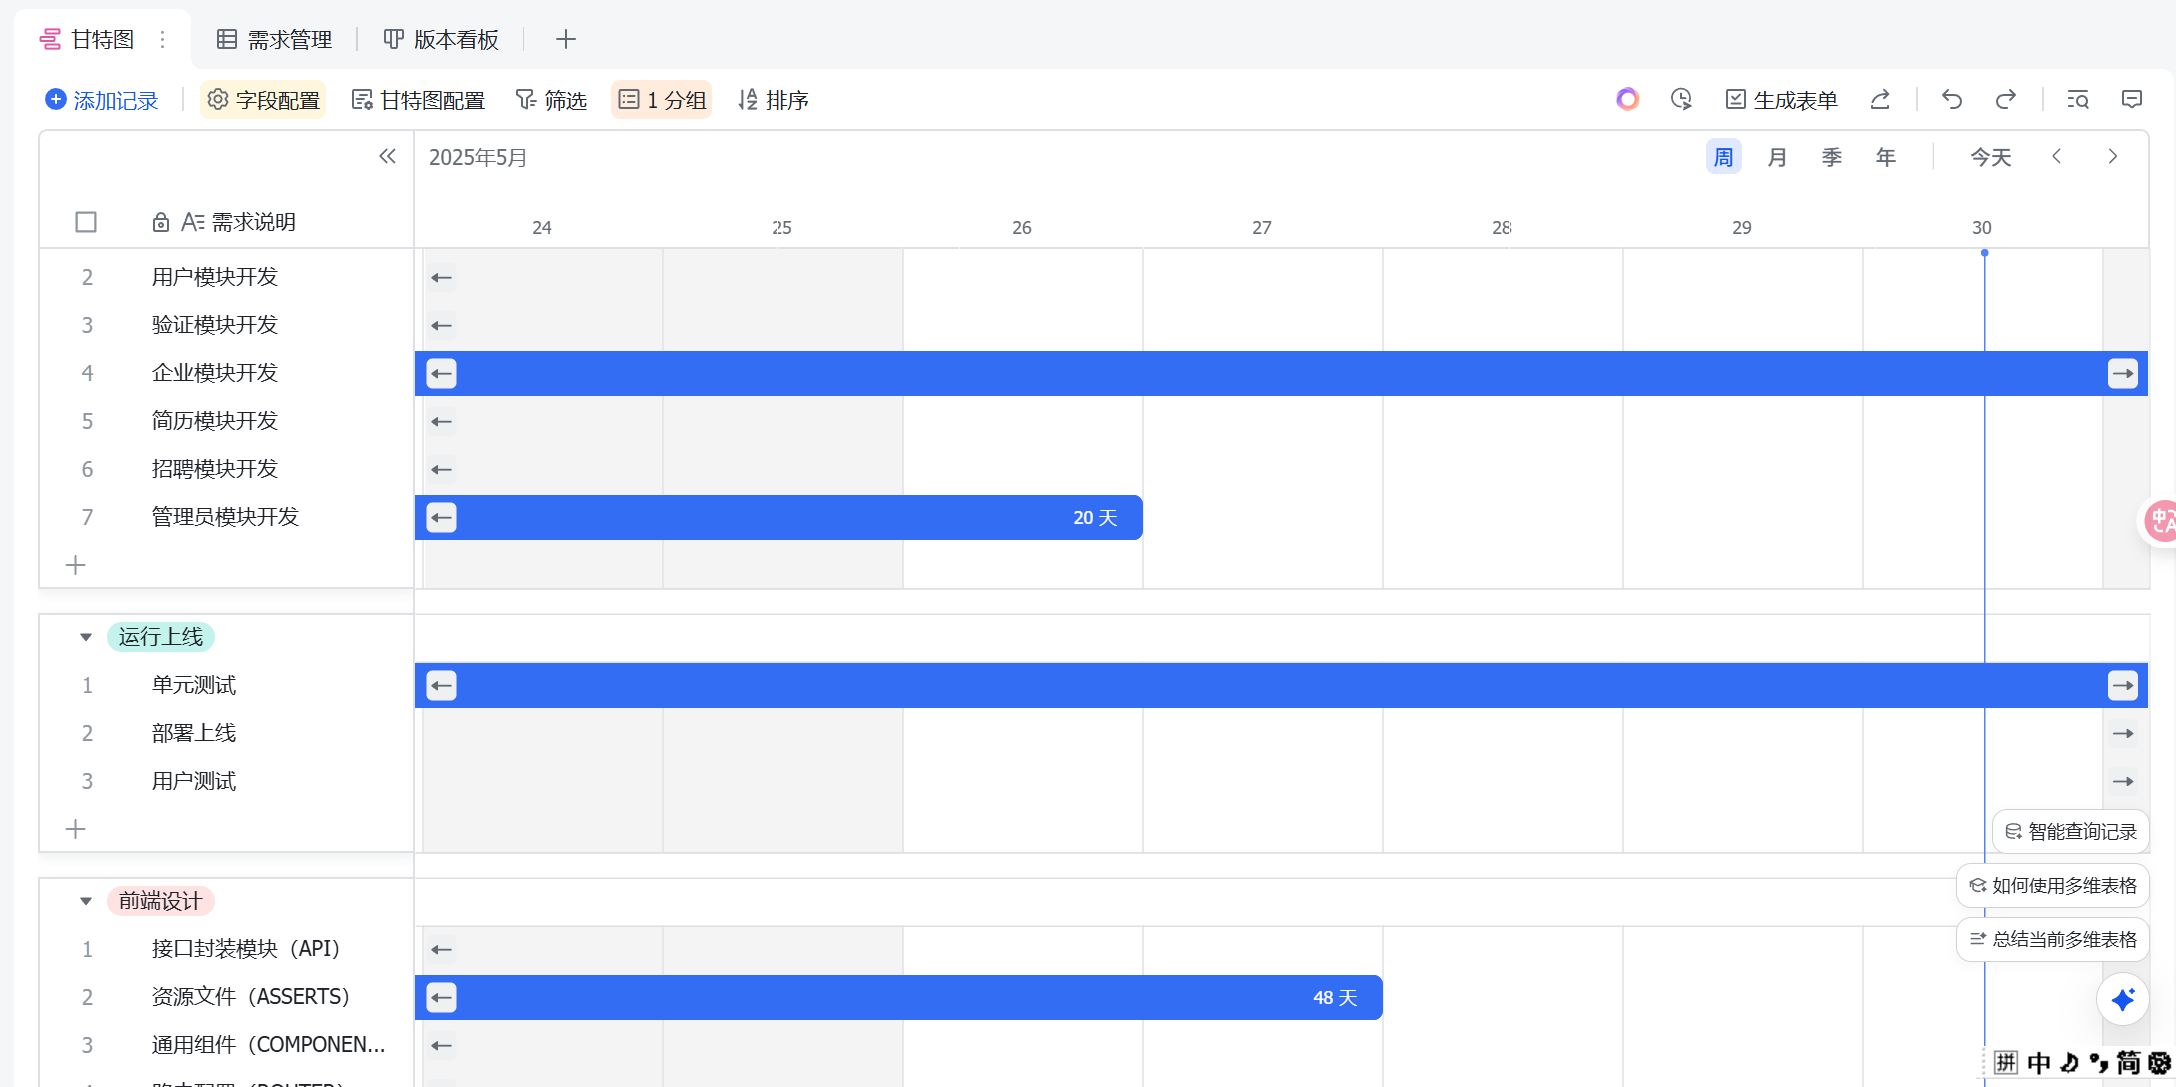 甘特图
需求管理
版本看板
添加记录
字段配置
甘特图配置
筛选
1 分组
排序
生成表单
2025年5月
周
月
季
年
今天
需求说明
24
25
26
27
28
29
30
2 用户模块开发
3 验证模块开发
4 企业模块开发
5 简历模块开发
6 招聘模块开发
7 管理员模块开发
20 天
运行上线
1 单元测试
2 部署上线
3 用户测试
智能查询记录
前端设计
如何使用多维表格
1 接口封装模块（API）
总结当前多维表格
2 资源文件（ASSERTS）
48 天
3 通用组件（COMPONEN...
拼 中 简